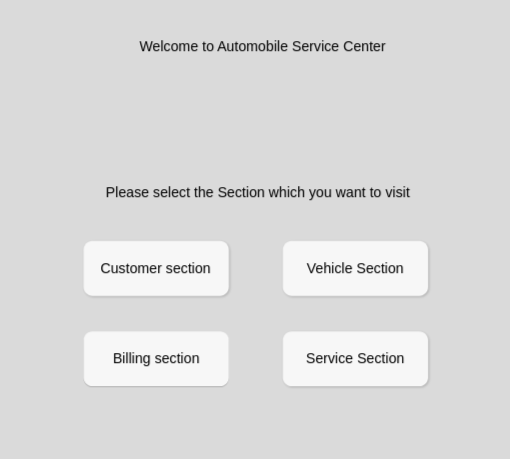 Welcome to Automobile Service Center
Please select the Section which you want to visit
Customer section
Vehicle Section
Billing section
Service Section